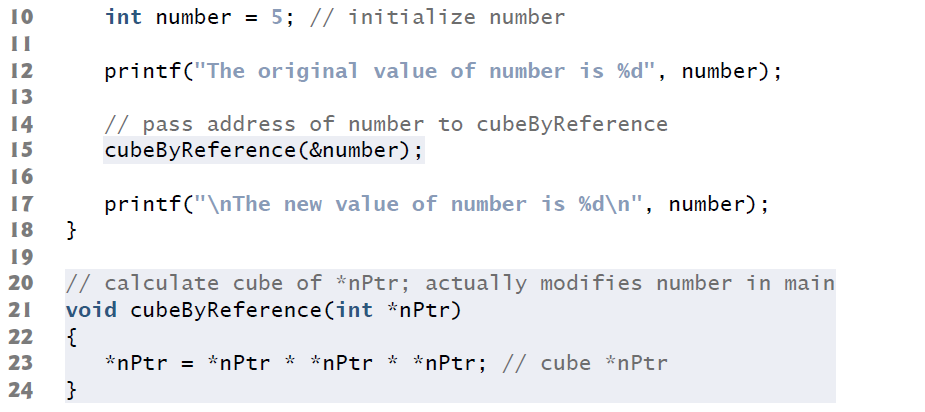 10 int number = 5; // initialize number
11
12 printf("The original value of number is %d", number);
13
14 // pass address of number to cubeByReference
15 cubeByReference(&number);
16
17 printf("\nThe new value of number is %d\n", number);
18 }
19
20 // calculate cube of *nPtr; actually modifies number in main
21 void cubeByReference(int *nPtr)
22 {
23 *nPtr = *nPtr * *nPtr * *nPtr; // cube *nPtr
24 }